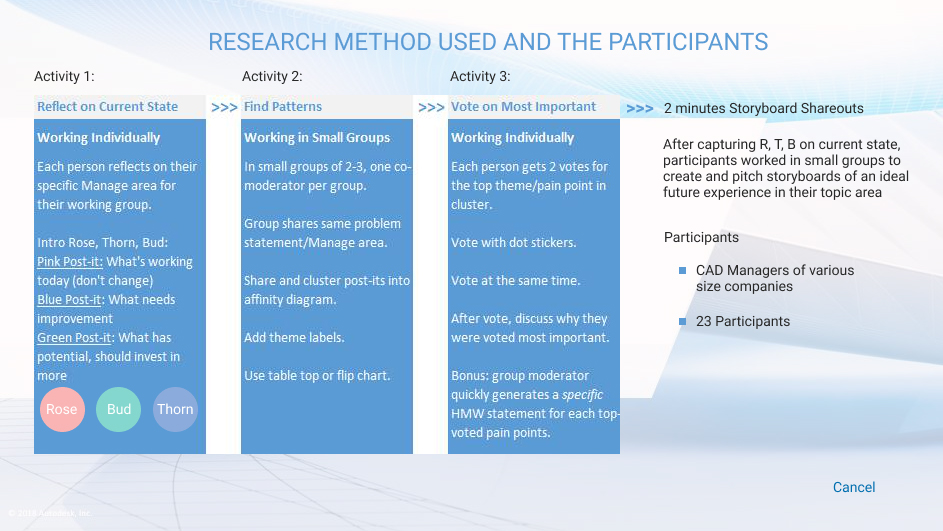 RESEARCH METHOD USED AND THE PARTICIPANTS
Activity 1:
Reflect on Current State
Working Individually
Each person reflects on their
specific Manage area for
their working group.
Intro Rose, Thorn, Bud:
Pink Post-it: What's working
today (don't change)
Blue Post-it: What needs
improvement
Green Post-it: What has
potential, should invest in
more
Rose
Bud
Thorn
>>>
Activity 2:
Find Patterns
Working in Small Groups
In small groups of 2-3, one co-
moderator per group.
Group shares same problem
statement/Manage area.
Share and cluster post-its into
affinity diagram.
Add theme labels.
Use table top or flip chart.
>>>
Activity 3:
Vote on Most Important
Working Individually
Each person gets 2 votes for
the top theme/pain point in
cluster.
Vote with dot stickers.
Vote at the same time.
After vote, discuss why they
were voted most important.
Bonus: group moderator
quickly generates a specific
HMW statement for each top-
voted pain points.
>>>
2 minutes Storyboard Shareouts
After capturing R, T, B on current state,
participants worked in small groups to
create and pitch storyboards of an ideal
future experience in their topic area
Participants
CAD Managers of various
size companies
23 Participants
Cancel
Autodesk, Inc.